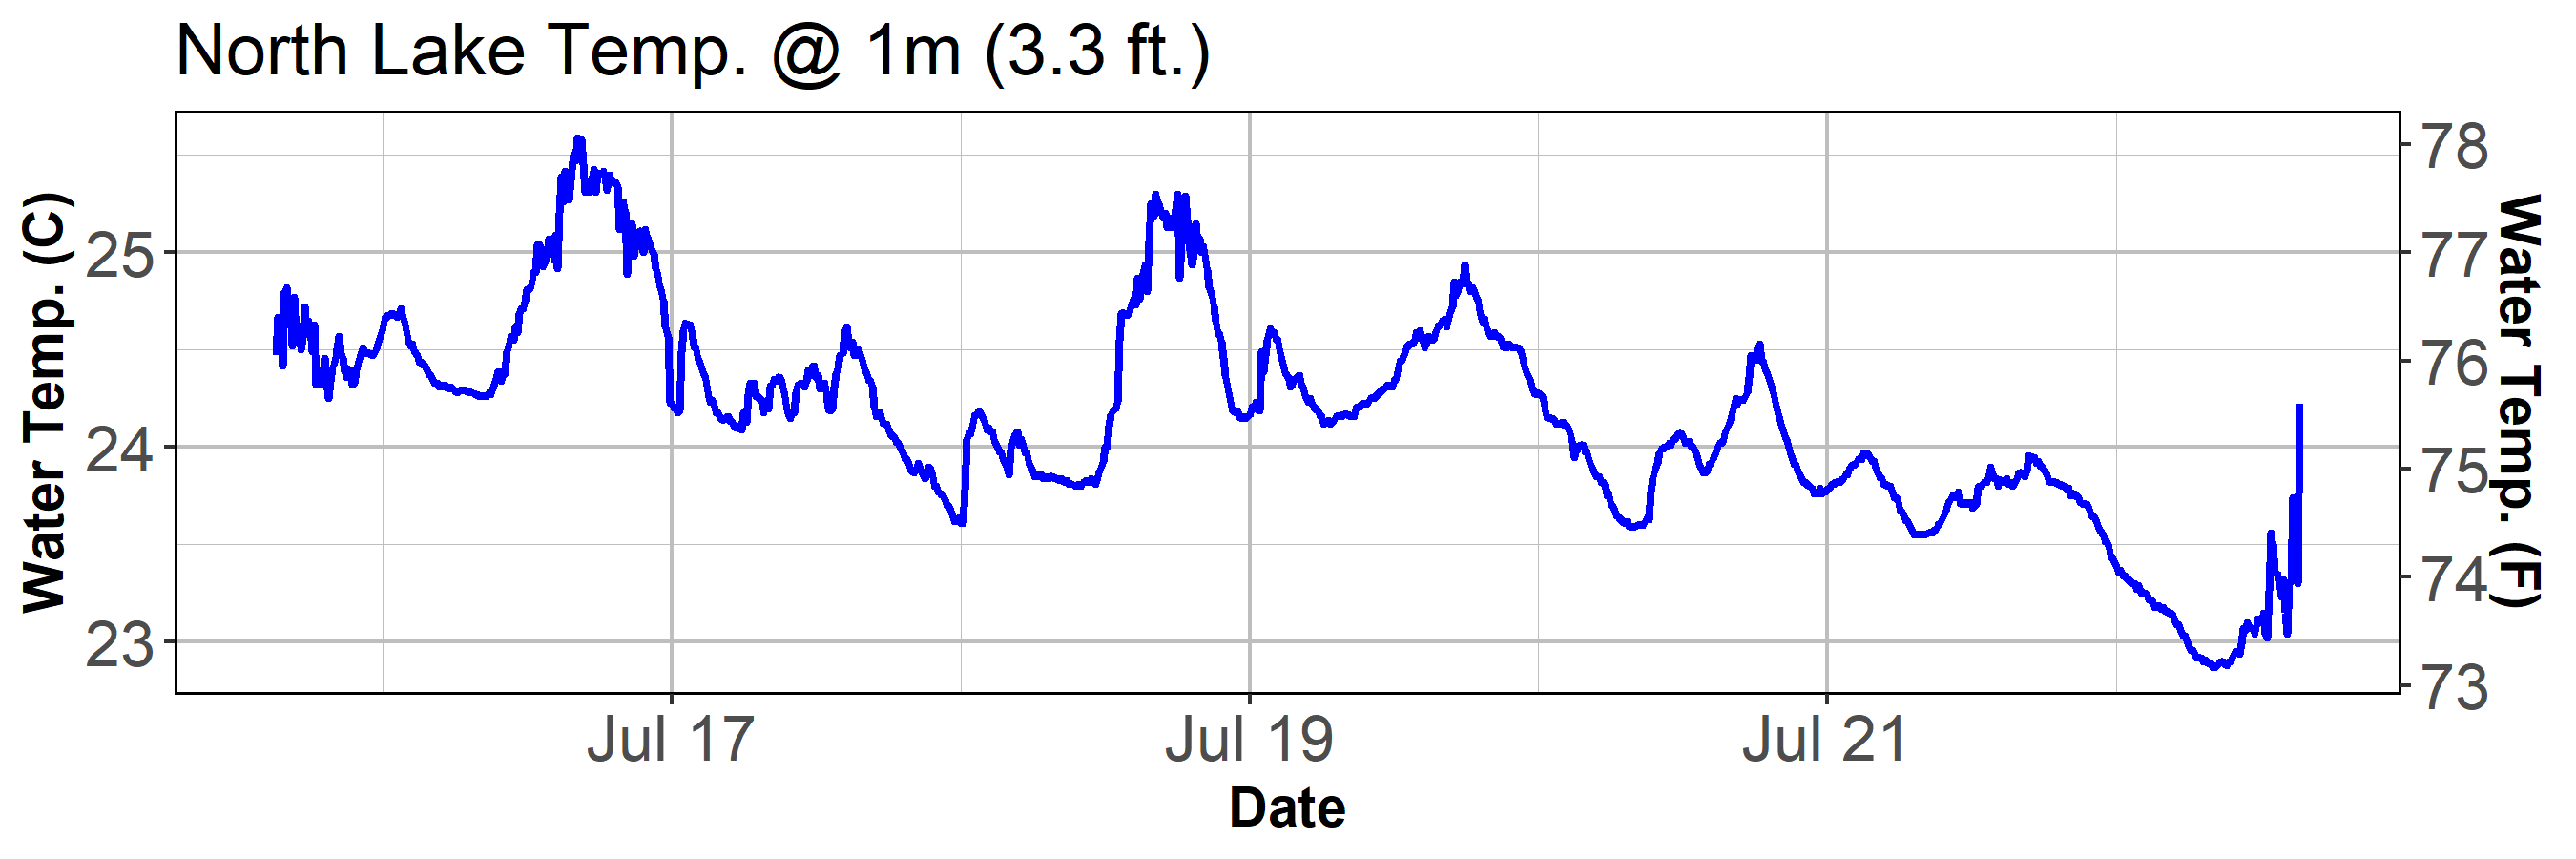 North Lake Temp. @ 1m (3.3 ft.)
Water Temp. (C)
25
24
23
78
77
76
75
74
73
Water Temp. (F)
Jul 17 Jul 19 Jul 21
Date